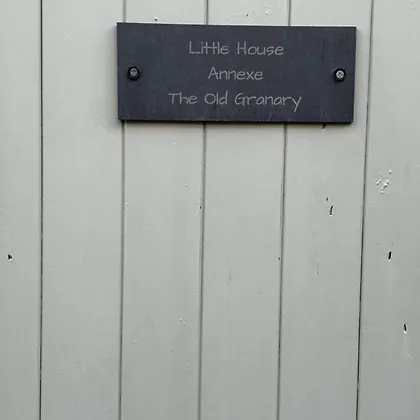 Little House
Annexe
The Old Granary